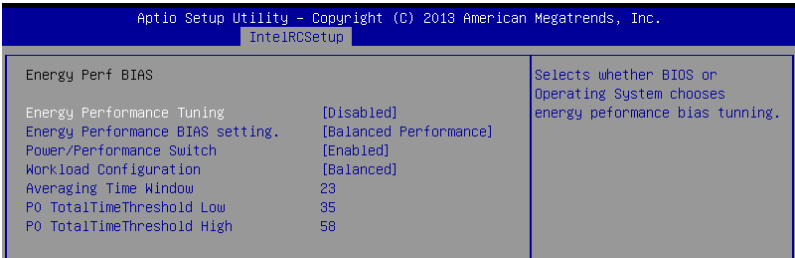 Aptio Setup Utility – Copyright (C) 2013 American Megatrends, Inc.
IntelRCSetup
Energy Perf BIAS
Energy Performance Tuning [Disabled]
Energy Performance BIAS setting. [Balanced Performance]
Power/Performance Switch [Enabled]
Workload Configuration [Balanced]
Averaging Time Window 23
P0 TotalTimeThreshold Low 35
P0 TotalTimeThreshold High 58
Selects whether BIOS or
Operating System chooses
energy peformance bias tunning.